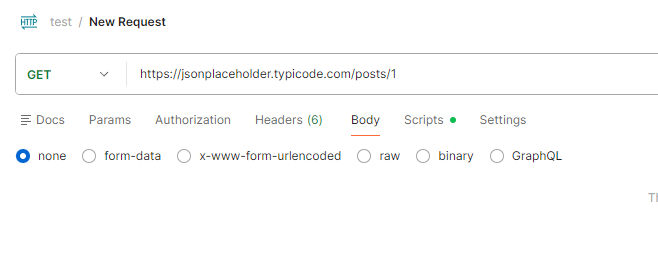 HTTP test / New Request
GET https://jsonplaceholder.typicode.com/posts/1
Docs Params Authorization Headers (6) Body Scripts Settings
none form-data x-www-form-urlencoded raw binary GraphQL